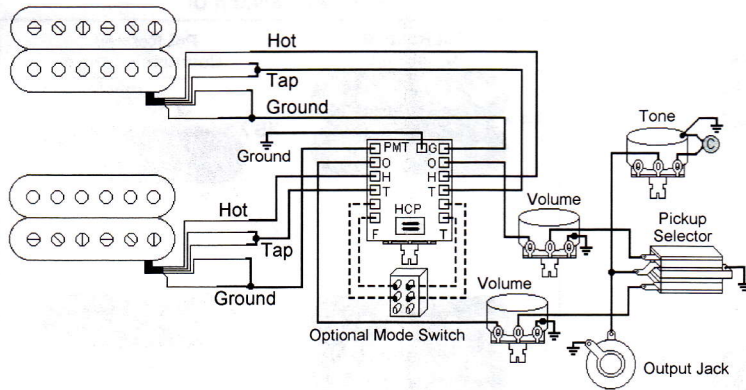 Hot
Tap
Ground
Ground
PMT G
O O
H H
T T
HCP
F T
Hot
Tap
Ground
Optional Mode Switch
Volume
Volume
Tone
C
Pickup
Selector
Output Jack